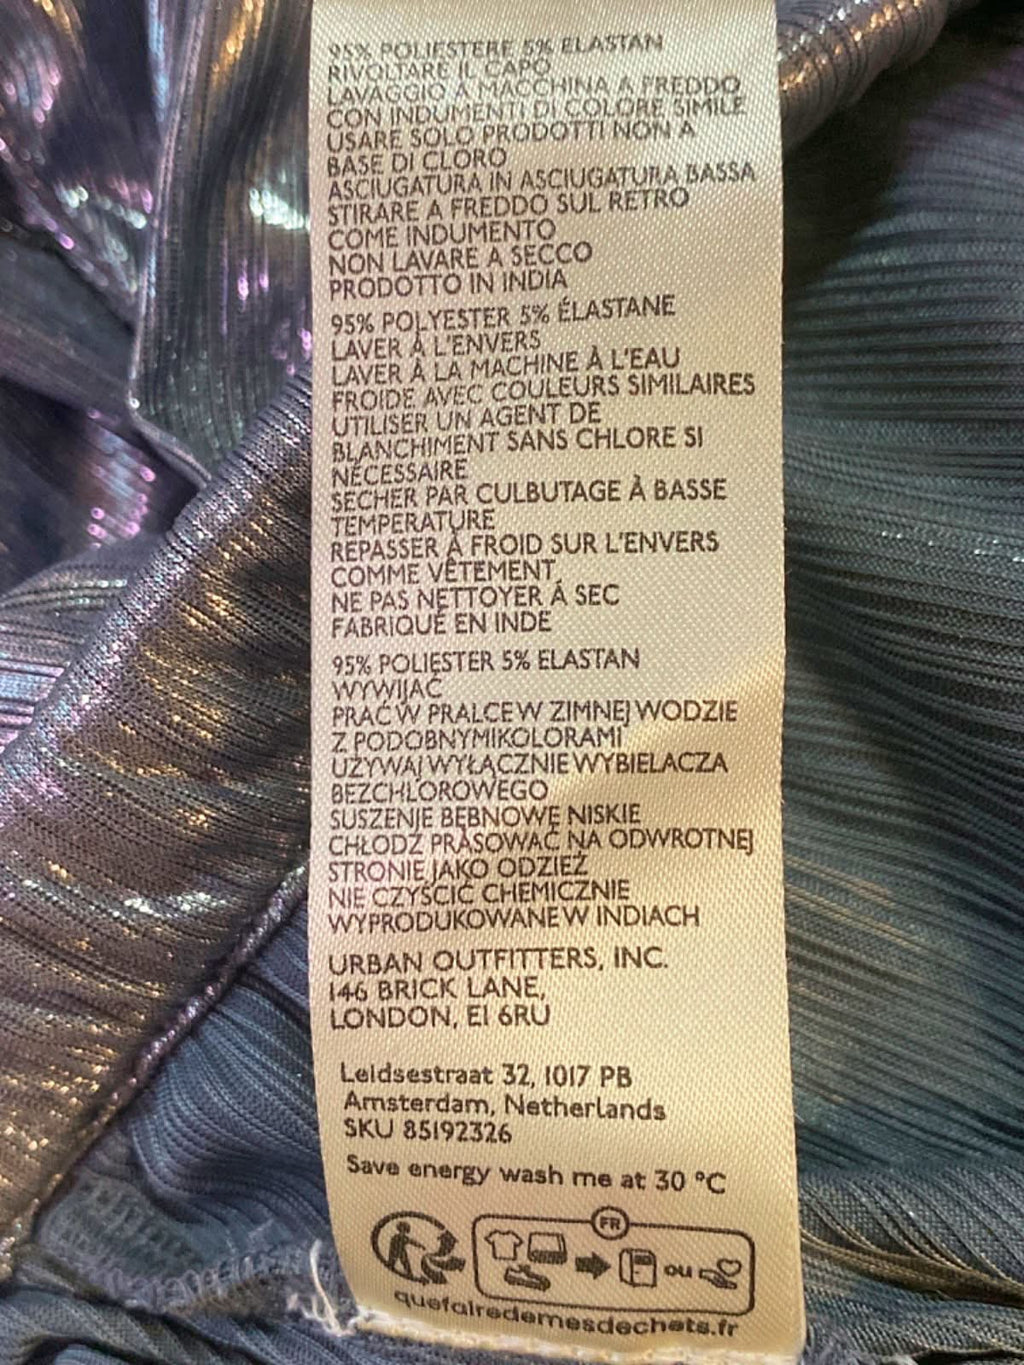 95% POLIESTERE 5% ELASTAN
RIVOLTARE IL CAPO
LAVAGGIO A MACCHINA A FREDDO
CON INDUMENTI DI COLORE SIMILE
USARE SOLO PRODOTTI NON A
BASE DI CLORO
ASCIUGATURA IN ASCIUGATURA BASSA
STIRARE A FREDDO SUL RETRO
COME INDUMENTO
NON LAVARE A SECCO
PRODOTTO IN INDIA
95% POLYESTER 5% ÉLASTANE
LAVER À L'ENVERS
LAVER À LA MACHINE À L'EAU
FROIDE AVEC COULEURS SIMILAIRES
UTILISER UN AGENT DE
BLANCHIMENT SANS CHLORE SI
NÉCESSAIRE
SECHER PAR CULBUTAGE À BASSE
TEMPERATURE
REPASSER À FROID SUR L'ENVERS
COMME VÊTEMENT
NE PAS NETTOYER Á SEC
FABRIQUÉ EN INDE
95% POLIESTER 5% ELASTAN
WYWIJAĆ
PRAĆ W PRALCE W ZIMNEJ WODZIE
Z PODOBNYMIKOLORAMI
UŻYWAJ WYŁĄCZNIE WYBIELACZA
BEZCHLOROWEGO
SUSZENIE BĘBNOWE NISKIE
CHŁODZ PRASOWAĆ NA ODWROTNEJ
STRONIE JAKO ODZIEŻ
NIE CZYŚCIĆ CHEMICZNIE
WYPRODUKOWANE W INDIACH
URBAN OUTFITTERS, INC.
146 BRICK LANE,
LONDON, E1 6RU
Leidsestraat 32, 1017 PB
Amsterdam, Netherlands
SKU 85192326
Save energy wash me at 30 °C
FR
ou
quefairedemesdechets.fr